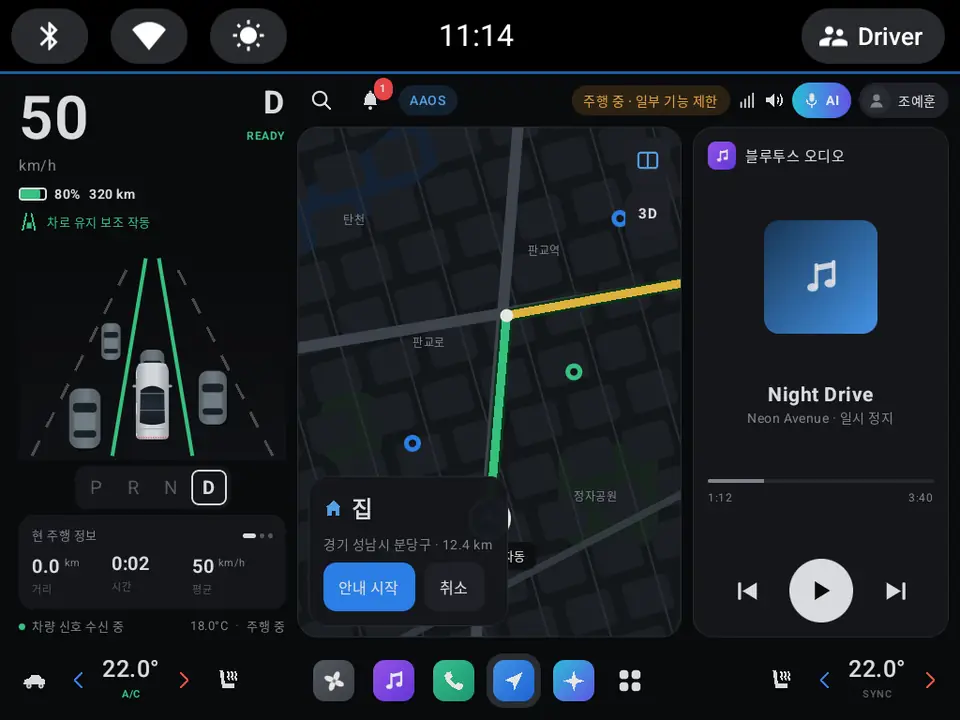 11:14
Driver
50
D
km/h
READY
80% 320 km
차로 유지 보조 작동
P R N D
현 주행 정보
0.0 km
0:02
50 km/h
거리
시간
평균
차량 신호 수신 중
18.0°C · 주행 중
1
AAOS
주행 중 · 일부 기능 제한
AI
조예훈
3D
탄천
판교역
판교로
정자공원
집
경기 성남시 분당구 · 12.4 km
안내 시작
취소
블루투스 오디오
Night Drive
Neon Avenue · 일시 정지
1:12
3:40
22.0°
A/C
22.0°
SYNC